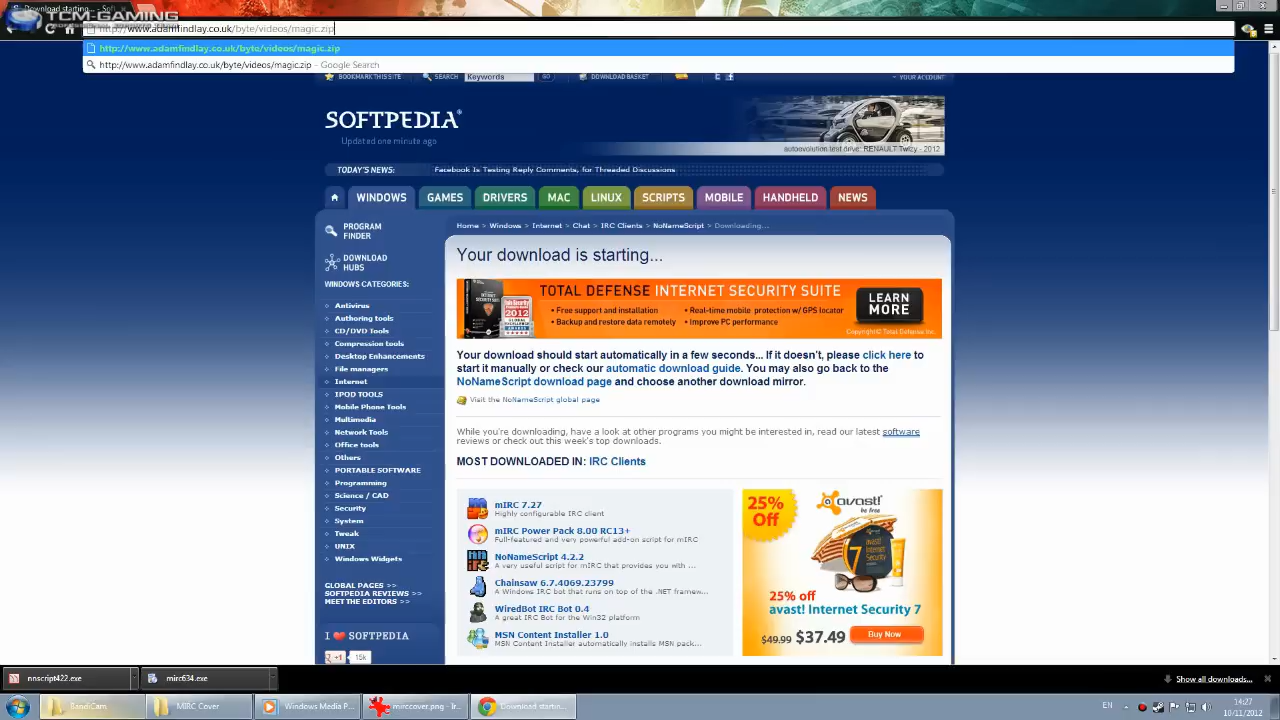 Download starting... - Soft
TCM-GAMING
http://www.adamfindlay.co.uk/byte/videos/magic.zip
http://www.adamfindlay.co.uk/byte/videos/magic.zip
http://www.adamfindlay.co.uk/byte/videos/magic.zip - Google Search
BOOKMARK THIS SITE SEARCH Keywords GO DOWNLOAD BASKET YOUR ACCOUNT
SOFTPEDIA®
Updated one minute ago
autoevolution test drive: RENAULT Twizy - 2012
TODAY'S NEWS: Facebook Is Testing Reply Comments, for Threaded Discussions
WINDOWS GAMES DRIVERS MAC LINUX SCRIPTS MOBILE HANDHELD NEWS
PROGRAM
FINDER
DOWNLOAD
HUBS
WINDOWS CATEGORIES:
Antivirus
Authoring tools
CD/DVD Tools
Compression tools
Desktop Enhancements
File managers
Internet
IPOD TOOLS
Mobile Phone Tools
Multimedia
Network Tools
Office tools
Others
PORTABLE SOFTWARE
Programming
Science / CAD
Security
System
Tweak
UNIX
Windows Widgets
GLOBAL PAGES >>
SOFTPEDIA REVIEWS >>
MEET THE EDITORS >>
I SOFTPEDIA
+1 15k
Home > Windows > Internet > Chat > IRC Clients > NoNameScript > Downloading...
Your download is starting...
TOTAL DEFENSE INTERNET SECURITY SUITE
• Free support and installation • Real-time mobile protection w/ GPS locator
• Backup and restore data remotely • Improve PC performance
LEARN
MORE
Copyright© Total Defense Inc.
Your download should start automatically in a few seconds... If it doesn't, please click here to
start it manually or check our automatic download guide. You may also go back to the
NoNameScript download page and choose another download mirror.
Visit the NoNameScript global page
While you're downloading, have a look at other programs you might be interested in, read our latest software
reviews or check out this week's top downloads.
MOST DOWNLOADED IN: IRC Clients
mIRC 7.27
Highly configurable IRC client
mIRC Power Pack 8.00 RC13+
Full-featured and very powerful add-on script for mIRC
NoNameScript 4.2.2
A very useful script for mIRC that provides you with ...
Chainsaw 6.7.4069.23799
A Windows IRC bot that runs on top of the .NET framew...
WiredBot IRC Bot 0.4
A great IRC Bot for the Win32 platform
MSN Content Installer 1.0
MSN Content Installer automatically installs MSN pack...
25%
Off
avast!
be free
25% off
avast! Internet Security 7
$49.99 $37.49 Buy Now
nnscript422.exe mirc634.exe Show all downloads...
BandiCam MIRC Cover Windows Media P... mirccover.png - Ir... Download startin...
EN 14:27
10/11/2012